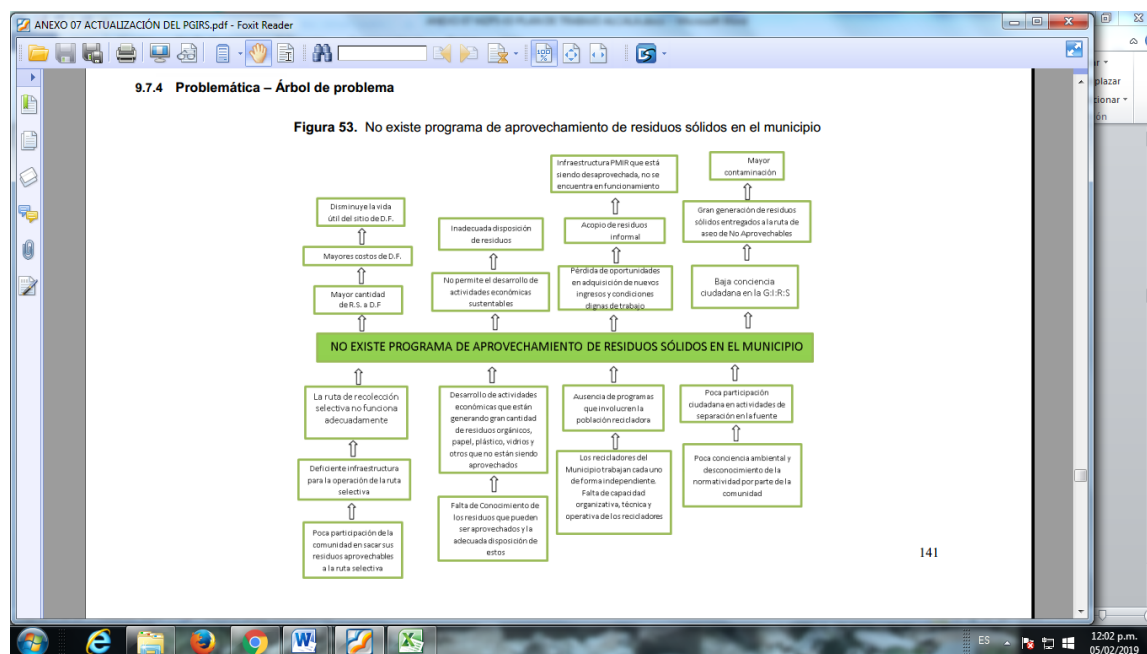 ANEXO 07 ACTUALIZACIÓN DEL PGIRS.pdf - Foxit Reader
9.7.4 Problemática – Árbol de problema
Figura 53. No existe programa de aprovechamiento de residuos sólidos en el municipio
Disminuye la vida
útil del sitio de D.F.
Mayores costos de D.F.
Mayor cantidad
de R.S. a D.F
Inadecuada disposición
de residuos
No permite el desarrollo de
actividades económicas
sustentables
Infraestructura PMIR que está
siendo desaprovechada, no se
encuentra en funcionamiento
Acopio de residuos
informal
Pérdida de oportunidades
en adquisición de nuevos
ingresos y condiciones
dignas de trabajo
Mayor
contaminación
Gran generación de residuos
sólidos entregados a la ruta de
aseo de No Aprovechables
Baja conciencia
ciudadana en la G:I:R:S
NO EXISTE PROGRAMA DE APROVECHAMIENTO DE RESIDUOS SÓLIDOS EN EL MUNICIPIO
La ruta de recolección
selectiva no funciona
adecuadamente
Deficiente infraestructura
para la operación de la ruta
selectiva
Poca participación de la
comunidad en sacar sus
residuos aprovechables
a la ruta selectiva
Desarrollo de actividades
económicas que están
generando gran cantidad
de residuos orgánicos,
papel, plástico, vidrios y
otros que no están siendo
aprovechados
Falta de Conocimiento de
los residuos que pueden
ser aprovechados y la
adecuada disposición de
estos
Ausencia de programas
que involucren la
población recicladora
Los recicladores del
Municipio trabajan cada uno
de forma independiente.
Falta de capacidad
organizativa, técnica y
operativa de los recicladores
Poca participación
ciudadana en actividades de
separación en la fuente
Poca conciencia ambiental y
desconocimiento de la
normatividad por parte de la
comunidad
141
ar
plazar
cionar
ón
ES
12:02 p.m.
05/02/2019